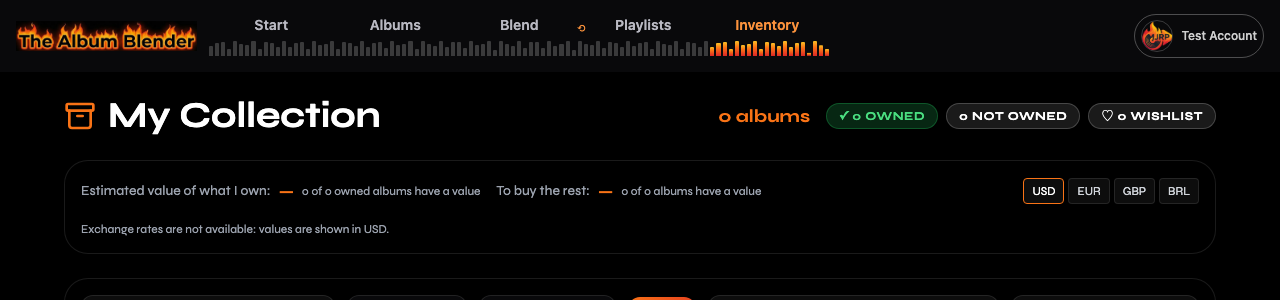 The Album Blender
Start
Albums
Blend
Playlists
Inventory
Test Account
My Collection
0 albums
✓ 0 OWNED
0 NOT OWNED
♡ 0 WISHLIST
Estimated value of what I own: — 0 of 0 owned albums have a value To buy the rest: — 0 of 0 albums have a value
USD
EUR
GBP
BRL
Exchange rates are not available: values are shown in USD.